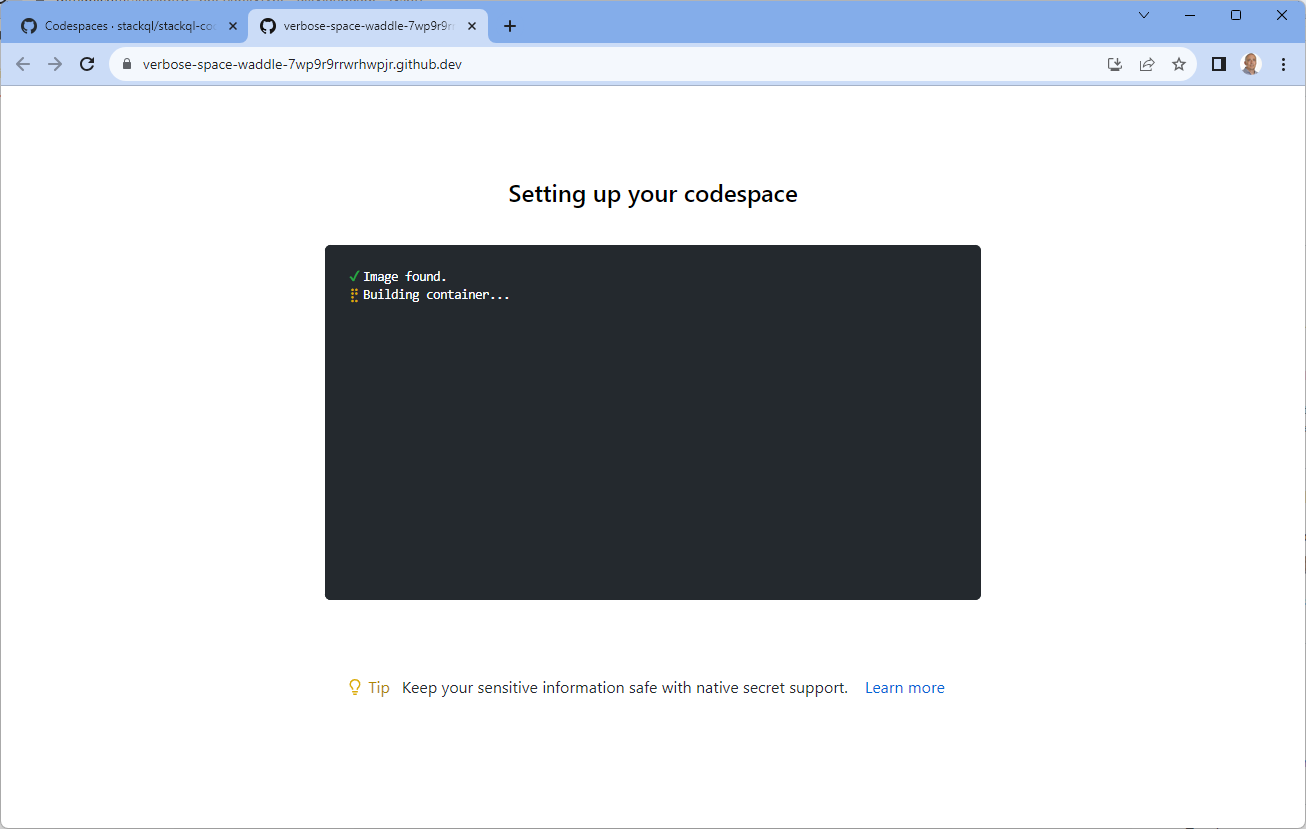 Codespaces · stackql/stackql-co
verbose-space-waddle-7wp9r9rr
verbose-space-waddle-7wp9r9rrwrhwpjr.github.dev
Setting up your codespace
✓ Image found.
Building container...
Tip Keep your sensitive information safe with native secret support. Learn more